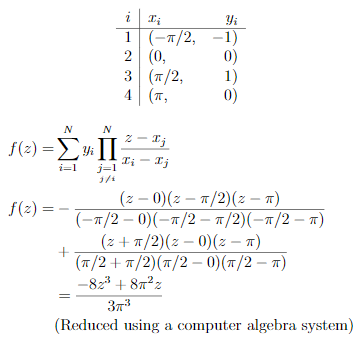 i | x_i y_i
1 | (−π/2, −1)
2 | (0, 0)
3 | (π/2, 1)
4 | (π, 0)
f(z) = ∑_{i=1}^{N} y_i ∏_{j=1, j/i}^{N} (z − x_j)/(x_i − x_j)
f(z) = − (z − 0)(z − π/2)(z − π) / (−π/2 − 0)(−π/2 − π/2)(−π/2 − π)
+ (z + π/2)(z − 0)(z − π) / (π/2 + π/2)(π/2 − 0)(π/2 − π)
= (−8z³ + 8π²z) / 3π³
(Reduced using a computer algebra system)